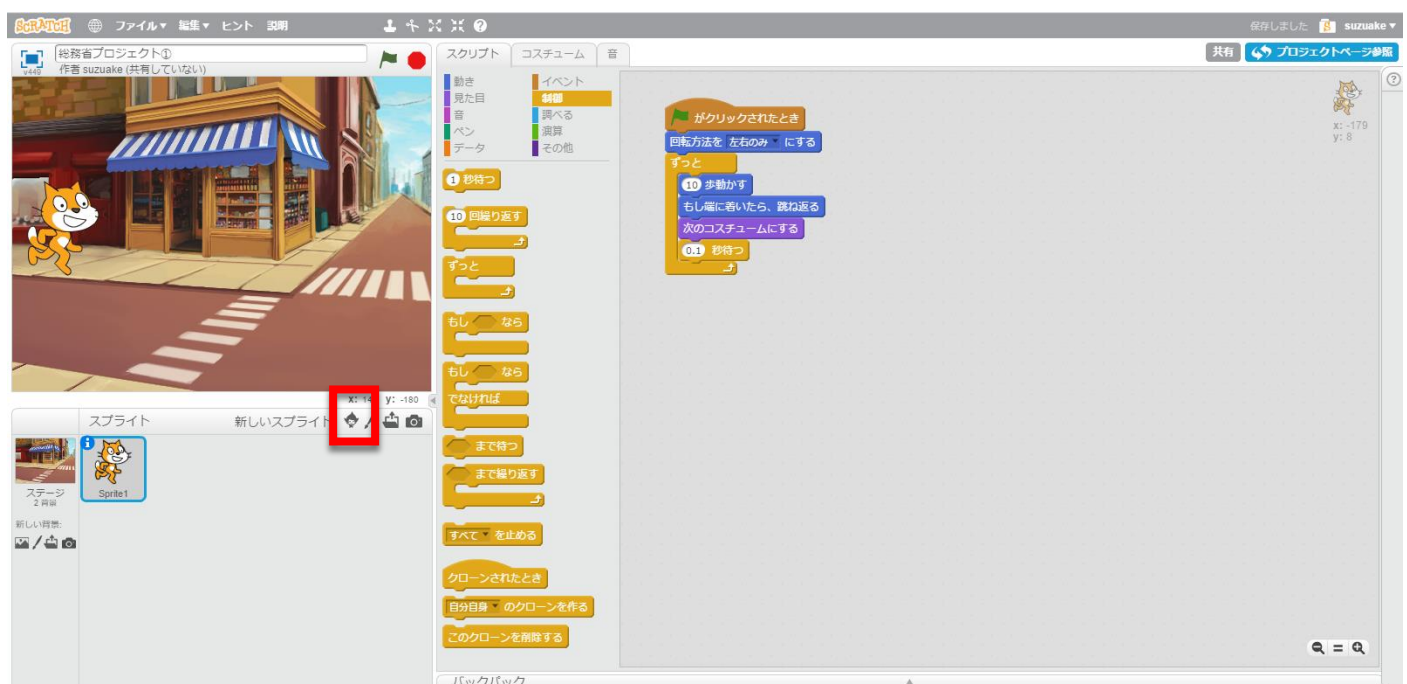 SCRATCH ファイル▼ 編集▼ ヒント 説明 保存しました suzuake ▼
総務省プロジェクト①
作者 suzuake (共有していない)
v449
スクリプト コスチューム 音
共有 プロジェクトページ参照
動き イベント
見た目 制御
音 調べる
ペン 演算
データ その他
1 秒待つ
10 回繰り返す
ずっと
もし なら
もし なら
でなければ
まで待つ
まで繰り返す
すべて を止める
クローンされたとき
自分自身 のクローンを作る
このクローンを削除する
がクリックされたとき
回転方法を 左右のみ にする
ずっと
10 歩動かす
もし端に着いたら、跳ね返る
次のコスチュームにする
0.1 秒待つ
x: -179
y: 8
y: -180
スプライト 新しいスプライト
ステージ
2 背景
Sprite1
新しい背景:
バックパック